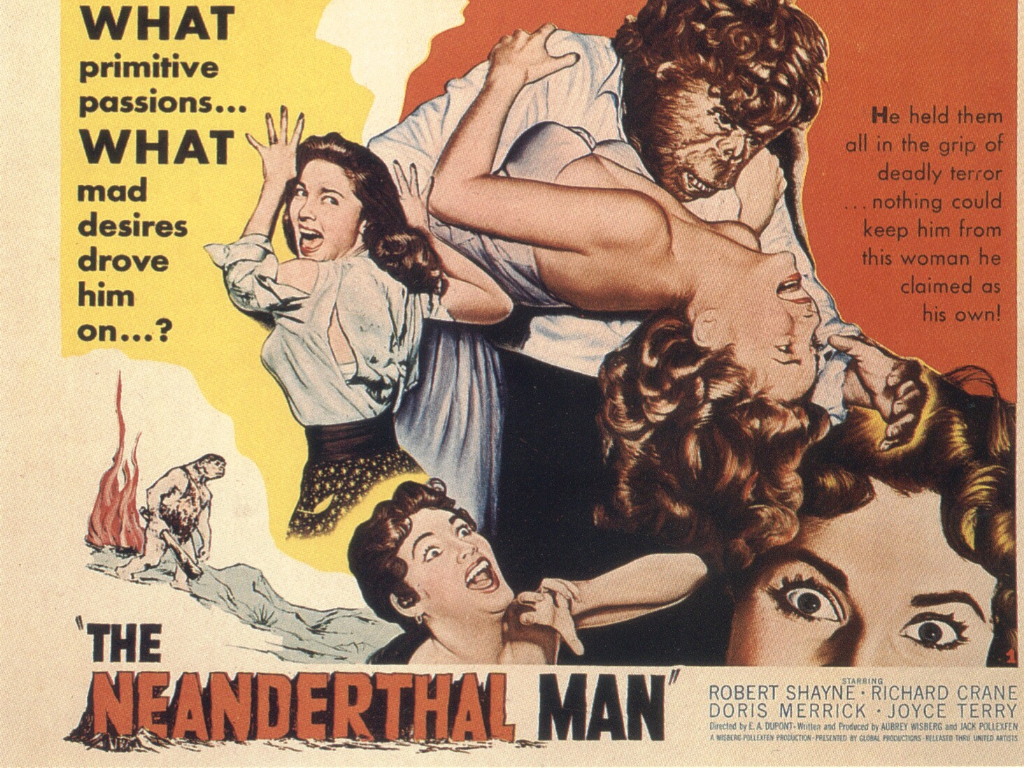 WHAT
primitive
passions...
WHAT
mad
desires
drove
him
on...?
He held them
all in the grip of
deadly terror
...nothing could
keep him from
this woman he
claimed as
his own!
"THE
NEANDERTHAL MAN"
STARRING
ROBERT SHAYNE · RICHARD CRANE
DORIS MERRICK · JOYCE TERRY
Directed by E. A. DUPONT · Written and Produced by AUBREY WISBERG and JACK POLLEXFEN
A WISBERG-POLLEXFEN PRODUCTION · PRESENTED BY GLOBAL PRODUCTIONS · RELEASED THRU UNITED ARTISTS
1